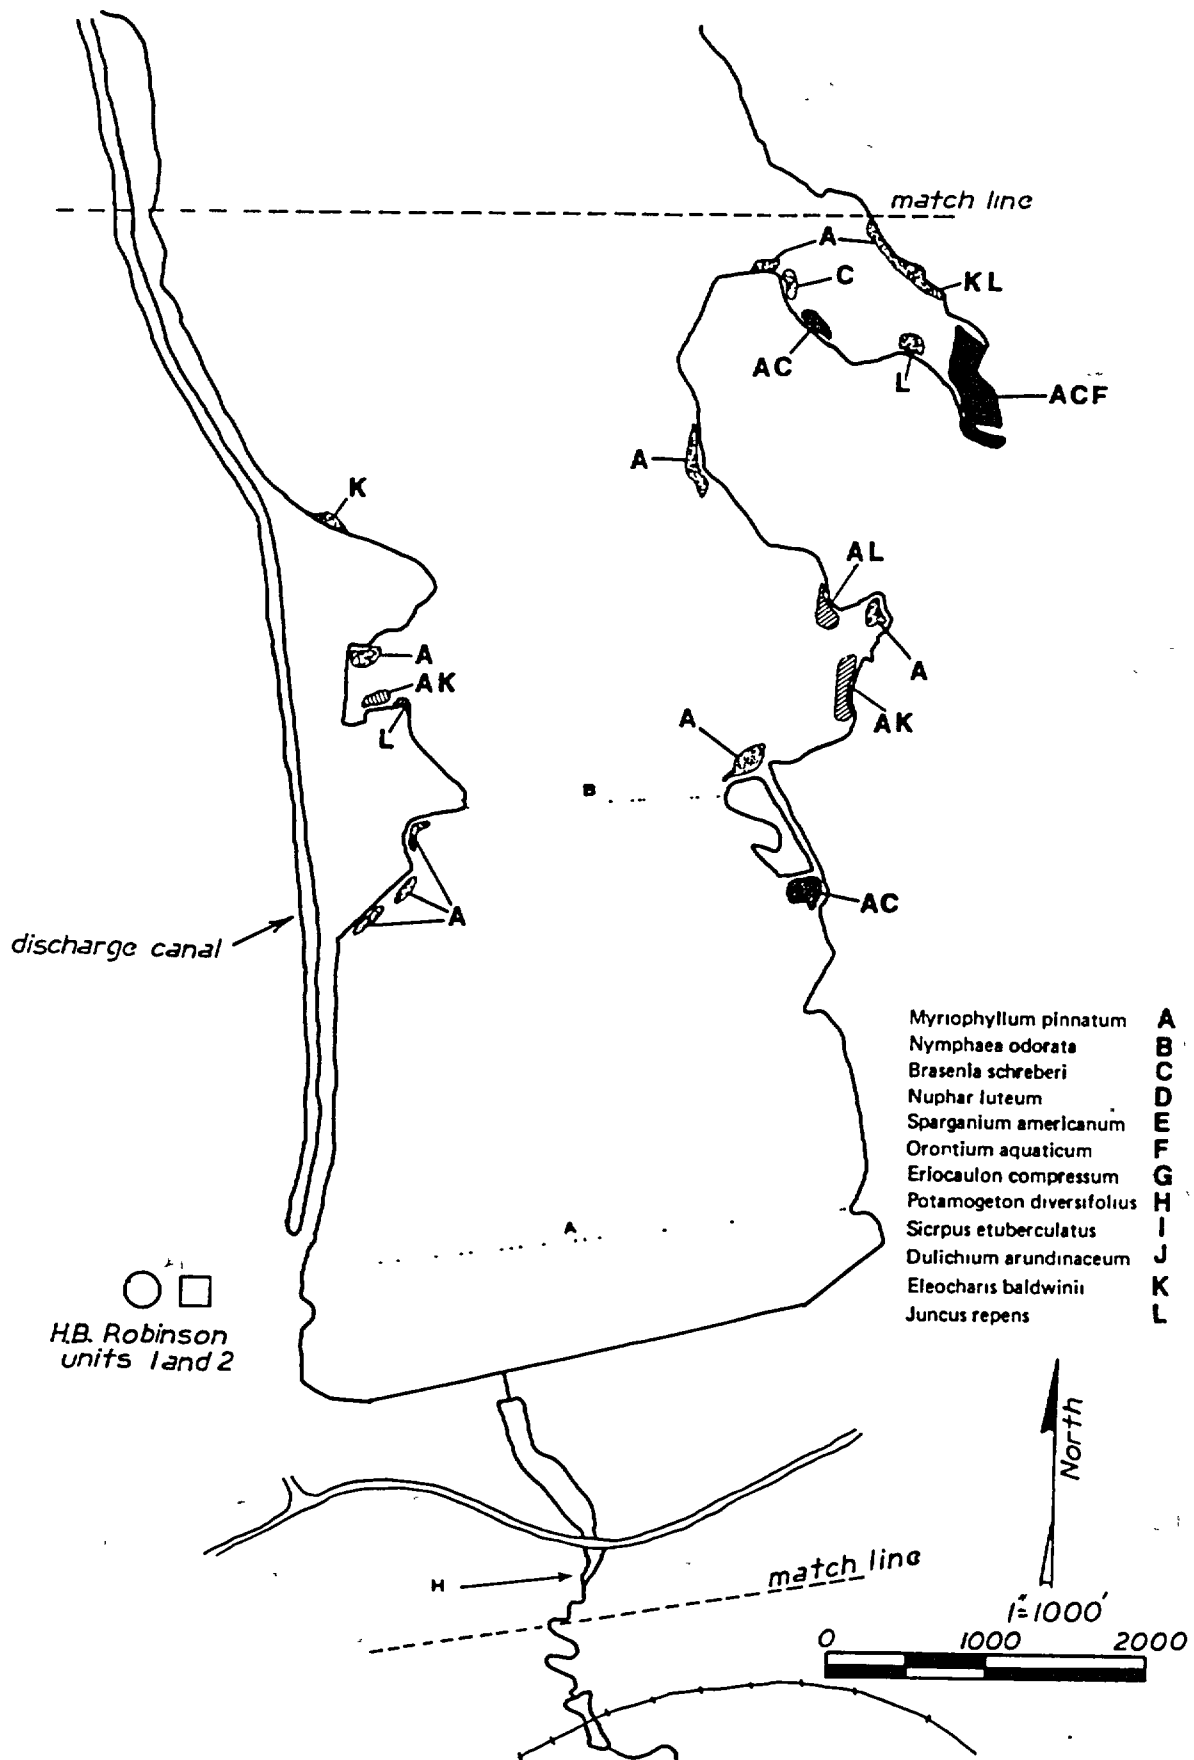 match line
A
C
KL
AC
L
ACF
A
K
AL
A
A
AK
AK
A
L
B
A
AC
discharge canal
Myriophyllum pinnatum A
Nymphaea odorata B
Brasenia schreberi C
Nuphar luteum D
Sparganium americanum E
Orontium aquaticum F
Eriocaulon compressum G
Potamogeton diversifolius H
Sicrpus etuberculatus I
Dulichium arundinaceum J
Eleocharis baldwinii K
Juncus repens L
A
H.B. Robinson
units 1 and 2
North
H
match line
1"=1000'
0 1000 2000